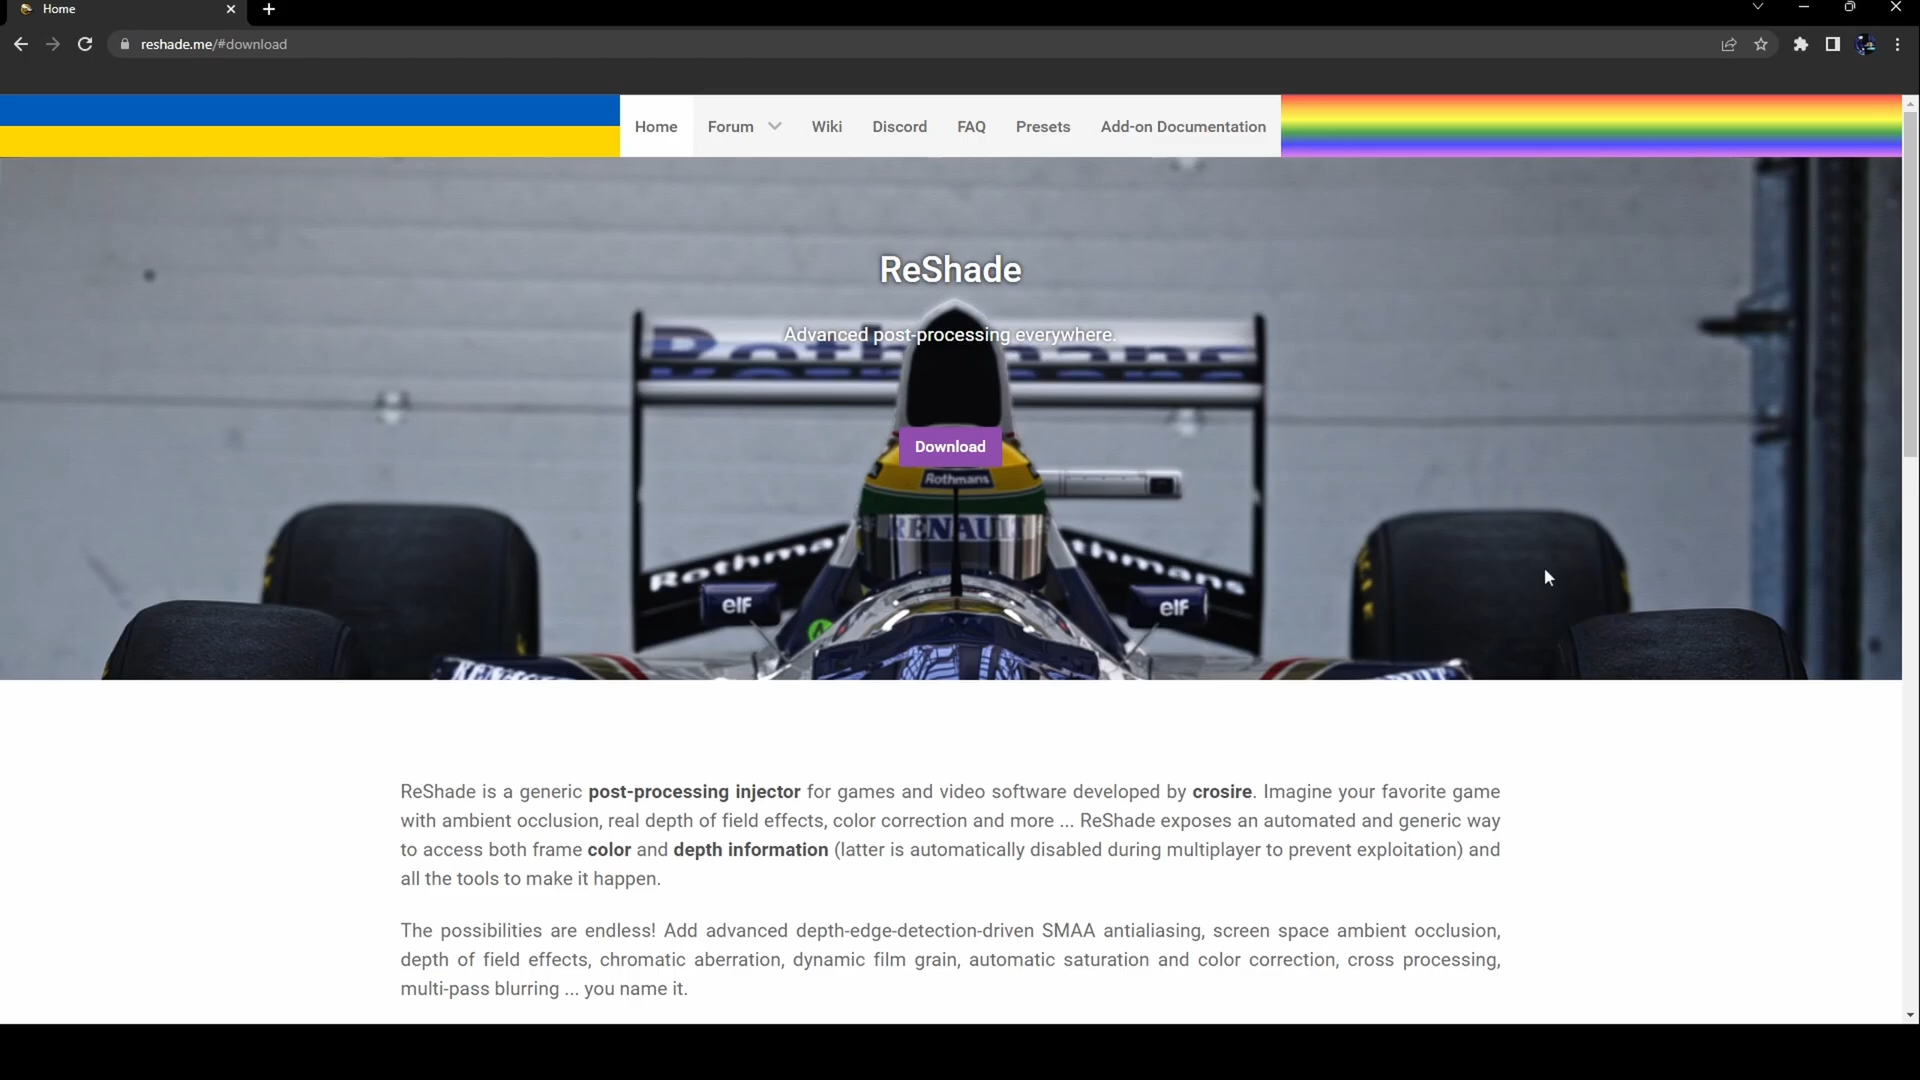 Home
reshade.me/#download
Home Forum Wiki Discord FAQ Presets Add-on Documentation
ReShade
Rothmans
Advanced post-processing everywhere.
Download
Rothmans
RENAU
Rothma
thmans
elf
elf
ReShade is a generic post-processing injector for games and video software developed by crosire. Imagine your favorite game
with ambient occlusion, real depth of field effects, color correction and more ... ReShade exposes an automated and generic way
to access both frame color and depth information (latter is automatically disabled during multiplayer to prevent exploitation) and
all the tools to make it happen.
The possibilities are endless! Add advanced depth-edge-detection-driven SMAA antialiasing, screen space ambient occlusion,
depth of field effects, chromatic aberration, dynamic film grain, automatic saturation and color correction, cross processing,
multi-pass blurring ... you name it.